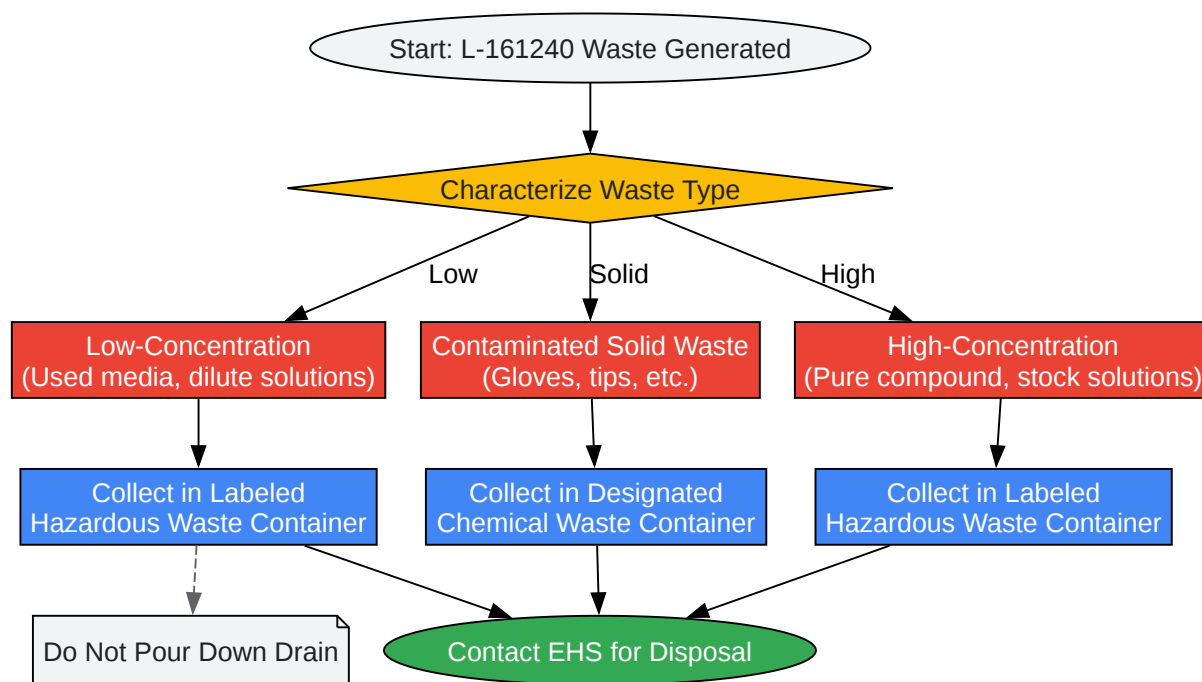 Start: L-161240 Waste Generated
Characterize Waste Type
Low
Solid
High
Low-Concentration
(Used media, dilute solutions)
Contaminated Solid Waste
(Gloves, tips, etc.)
High-Concentration
(Pure compound, stock solutions)
Collect in Labeled
Hazardous Waste Container
Collect in Designated
Chemical Waste Container
Collect in Labeled
Hazardous Waste Container
Do Not Pour Down Drain
Contact EHS for Disposal